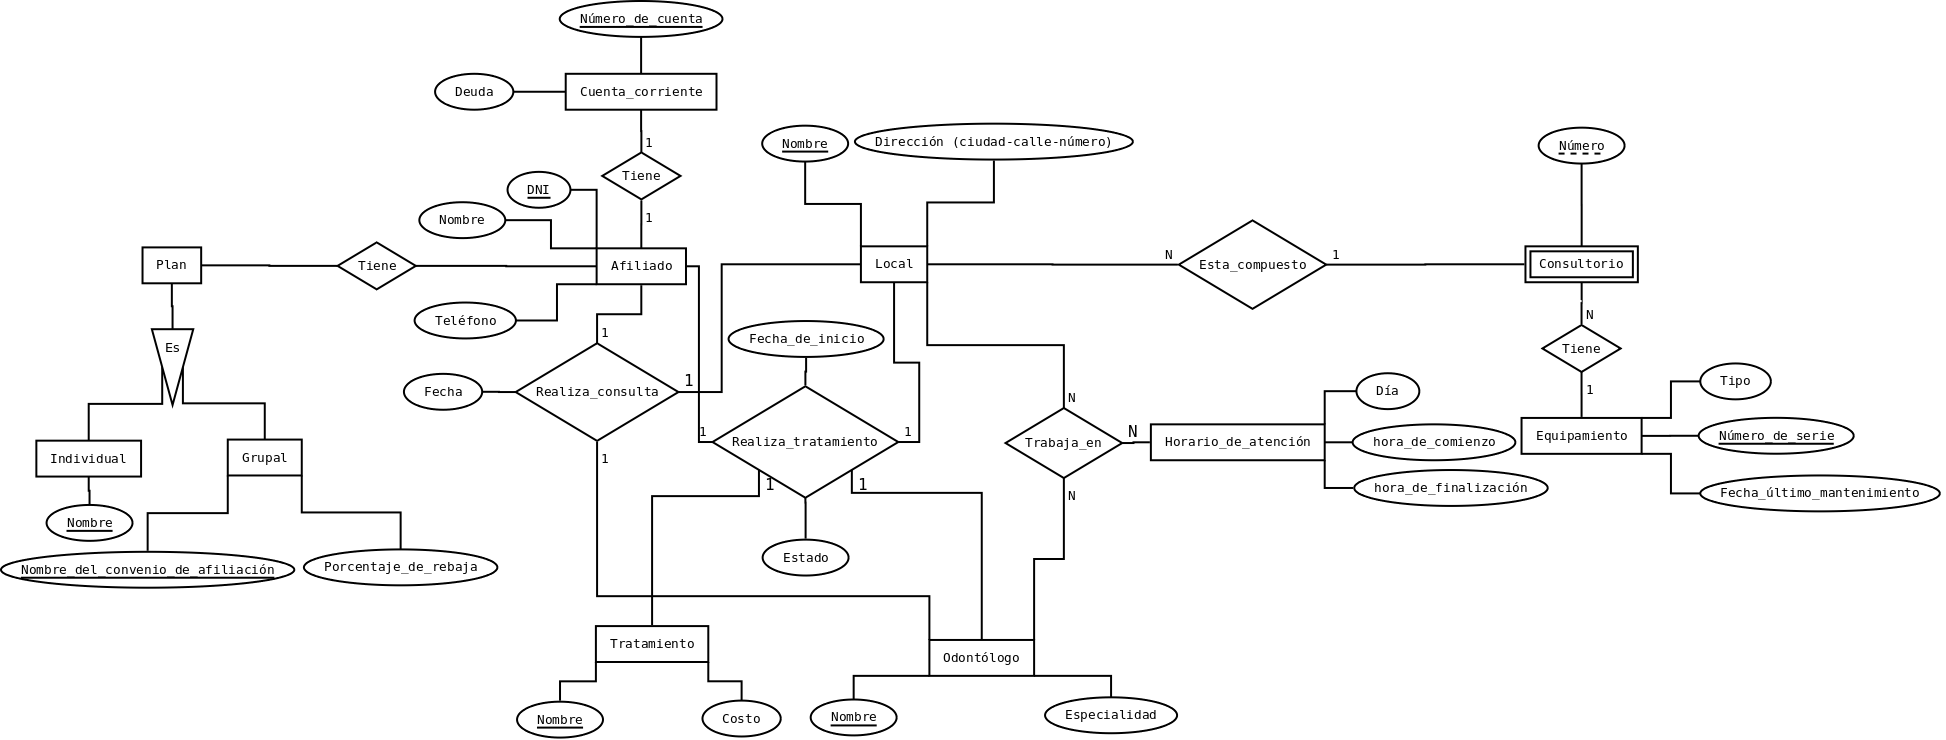 Número_de_cuenta
Deuda
Cuenta_corriente
1
Tiene
1
DNI
Nombre
Nombre
Dirección (ciudad-calle-número)
Número
Plan
Tiene
Afiliado
Local
N
Esta_compuesto
1
Consultorio
Teléfono
1
Fecha_de_inicio
N
Es
Tiene
1
Fecha
Realiza_consulta
1
N
Día
Tipo
1
Realiza_tratamiento
1
Trabaja_en
N
Horario_de_atención
hora_de_comienzo
Equipamiento
Número_de_serie
Individual
Grupal
1
1
1
N
hora_de_finalización
Fecha_último_mantenimiento
Nombre
Nombre_del_convenio_de_afiliación
Porcentaje_de_rebaja
Estado
Tratamiento
Odontólogo
Nombre
Costo
Nombre
Especialidad